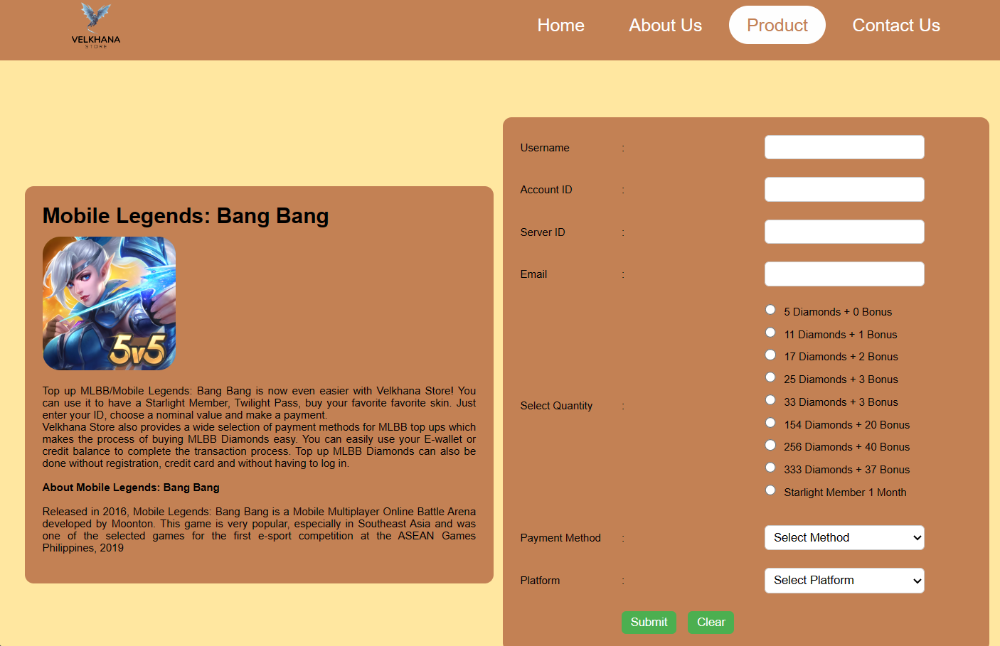 VELKHANA
STORE
Home
About Us
Product
Contact Us
Mobile Legends: Bang Bang
5v5
Top up MLBB/Mobile Legends: Bang Bang is now even easier with Velkhana Store! You
can use it to have a Starlight Member, Twilight Pass, buy your favorite favorite skin. Just
enter your ID, choose a nominal value and make a payment.
Velkhana Store also provides a wide selection of payment methods for MLBB top ups which
makes the process of buying MLBB Diamonds easy. You can easily use your E-wallet or
credit balance to complete the transaction process. Top up MLBB Diamonds can also be
done without registration, credit card and without having to log in.
About Mobile Legends: Bang Bang
Released in 2016, Mobile Legends: Bang Bang is a Mobile Multiplayer Online Battle Arena
developed by Moonton. This game is very popular, especially in Southeast Asia and was
one of the selected games for the first e-sport competition at the ASEAN Games
Philippines, 2019
Username :
Account ID :
Server ID :
Email :
Select Quantity :
5 Diamonds + 0 Bonus
11 Diamonds + 1 Bonus
17 Diamonds + 2 Bonus
25 Diamonds + 3 Bonus
33 Diamonds + 3 Bonus
154 Diamonds + 20 Bonus
256 Diamonds + 40 Bonus
333 Diamonds + 37 Bonus
Starlight Member 1 Month
Payment Method : Select Method
Platform : Select Platform
Submit Clear